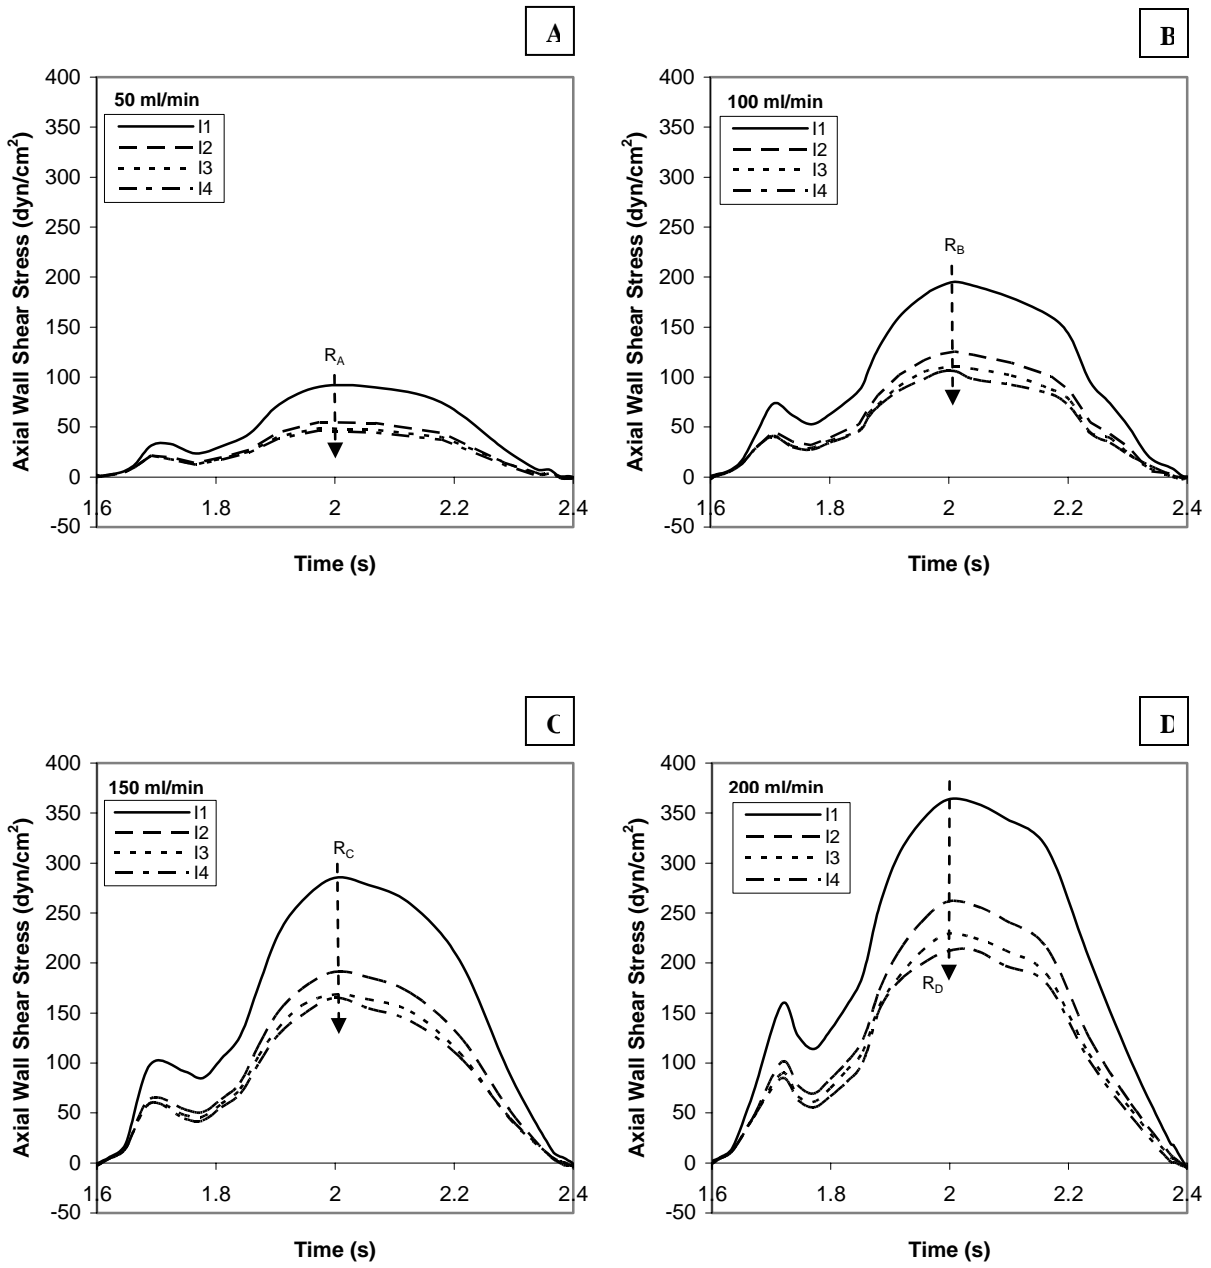 A
400
350
300
250
200
150
100
50
0
-50
50 ml/min
I1
I2
I3
I4
R_A
1.6 1.8 2 2.2 2.4
Axial Wall Shear Stress (dyn/cm²)
Time (s)
B
400
350
300
250
200
150
100
50
0
-50
100 ml/min
I1
I2
I3
I4
R_B
1.6 1.8 2 2.2 2.4
Axial Wall Shear Stress (dyn/cm²)
Time (s)
C
400
350
300
250
200
150
100
50
0
-50
150 ml/min
I1
I2
I3
I4
R_C
1.6 1.8 2 2.2 2.4
Axial Wall Shear Stress (dyn/cm²)
Time (s)
D
400
350
300
250
200
150
100
50
0
-50
200 ml/min
I1
I2
I3
I4
R_D
1.6 1.8 2 2.2 2.4
Axial Wall Shear Stress (dyn/cm²)
Time (s)